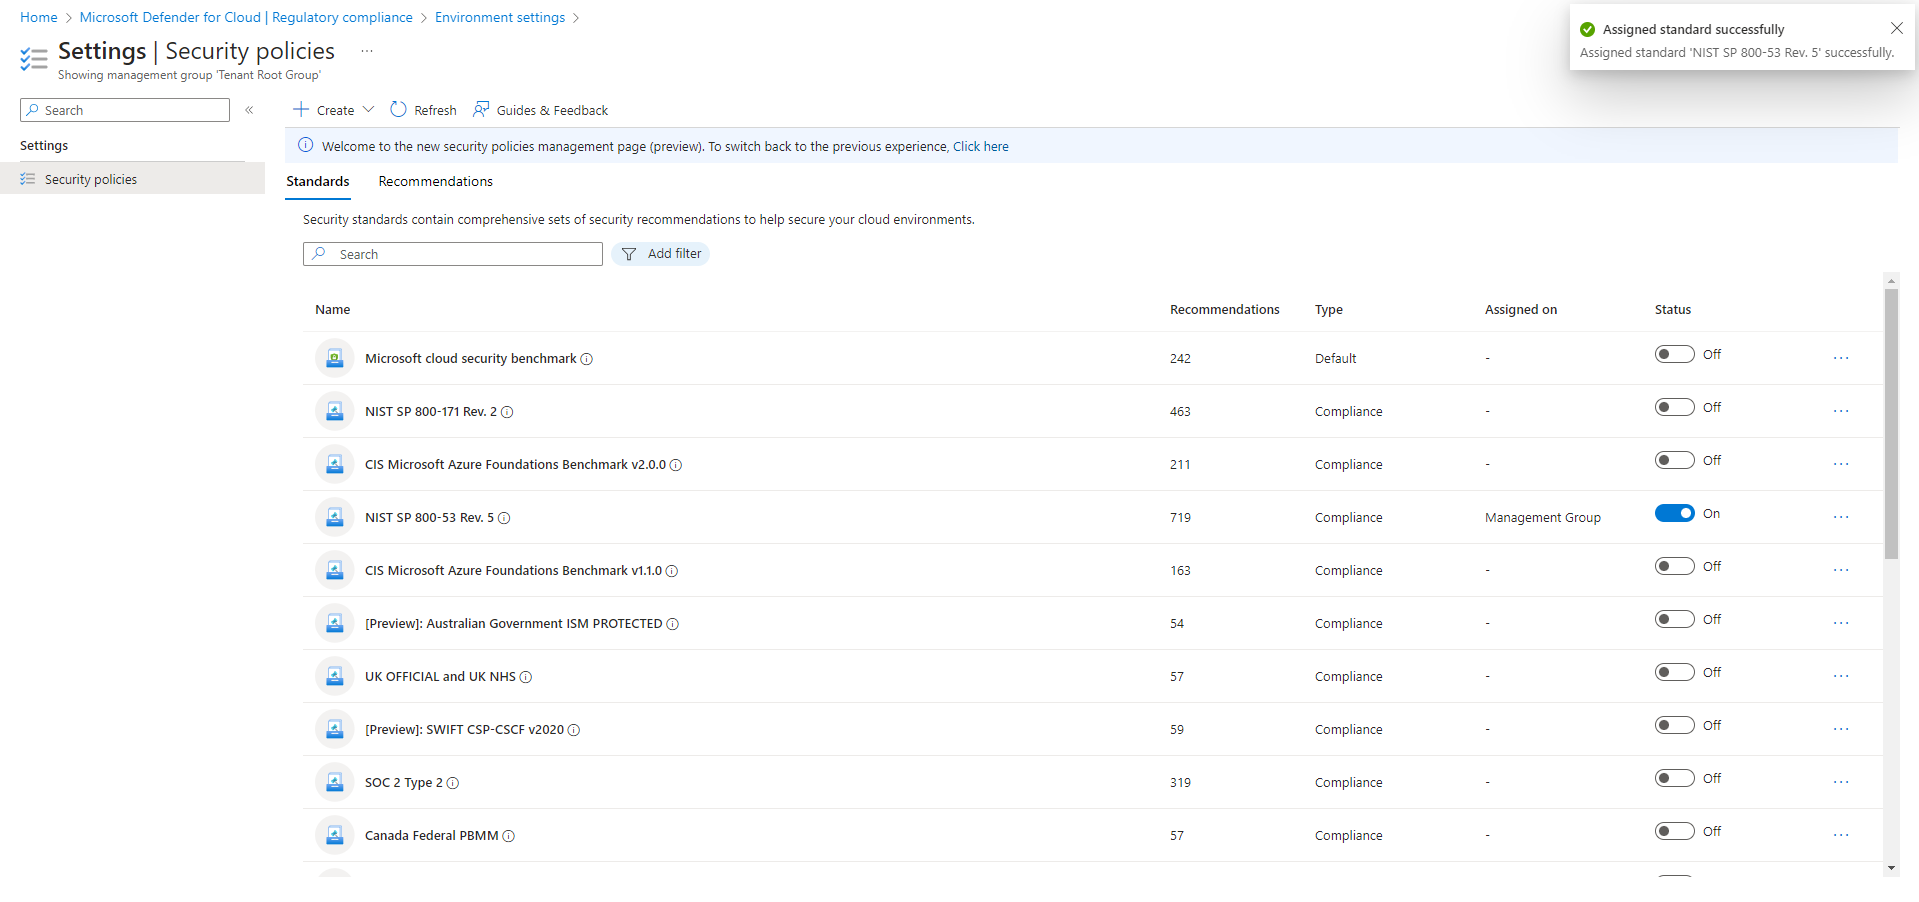 Home > Microsoft Defender for Cloud | Regulatory compliance > Environment settings >
Settings | Security policies ...
Showing management group 'Tenant Root Group'
Assigned standard successfully
Assigned standard 'NIST SP 800-53 Rev. 5' successfully.
Search «
Settings
Security policies
Create Refresh Guides & Feedback
Welcome to the new security policies management page (preview). To switch back to the previous experience, Click here
Standards Recommendations
Security standards contain comprehensive sets of security recommendations to help secure your cloud environments.
Search Add filter
Name Recommendations Type Assigned on Status
Microsoft cloud security benchmark 242 Default - Off ...
NIST SP 800-171 Rev. 2 463 Compliance - Off ...
CIS Microsoft Azure Foundations Benchmark v2.0.0 211 Compliance - Off ...
NIST SP 800-53 Rev. 5 719 Compliance Management Group On ...
CIS Microsoft Azure Foundations Benchmark v1.1.0 163 Compliance - Off ...
[Preview]: Australian Government ISM PROTECTED 54 Compliance - Off ...
UK OFFICIAL and UK NHS 57 Compliance - Off ...
[Preview]: SWIFT CSP-CSCF v2020 59 Compliance - Off ...
SOC 2 Type 2 319 Compliance - Off ...
Canada Federal PBMM 57 Compliance - Off ...